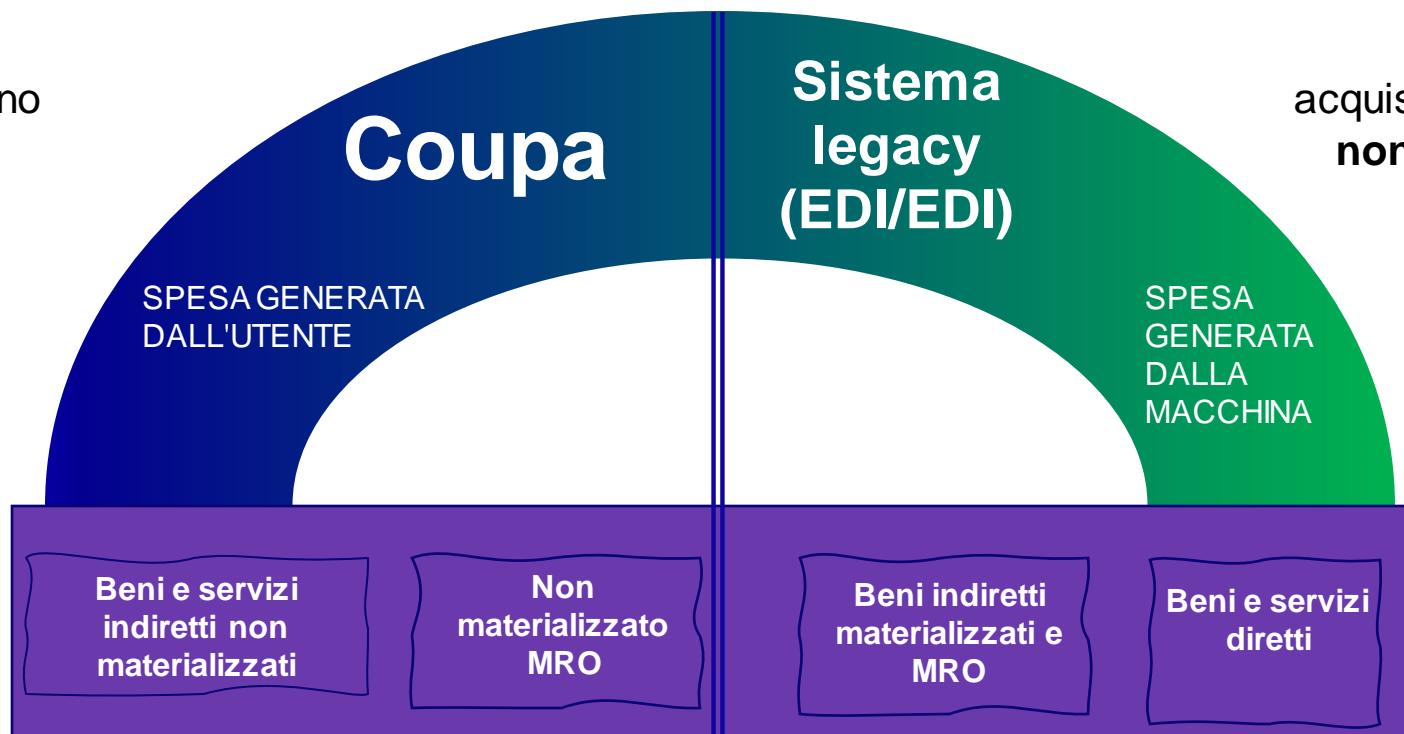 no
Coupa
Sistema
legacy
(EDI/EDI)
acquis
non
SPESA GENERATA
DALL'UTENTE
SPESA
GENERATA
DALLA
MACCHINA
Beni e servizi
indiretti non
materializzati
Non
materializzato
MRO
Beni indiretti
materializzati e
MRO
Beni e servizi
diretti